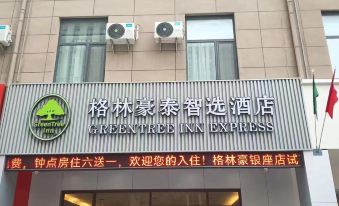 格林豪泰智选酒店
GreenTree
Inn
GREENTREE INN EXPRESS
费，钟点房住六送一，欢迎您的入住！格林豪银座店试